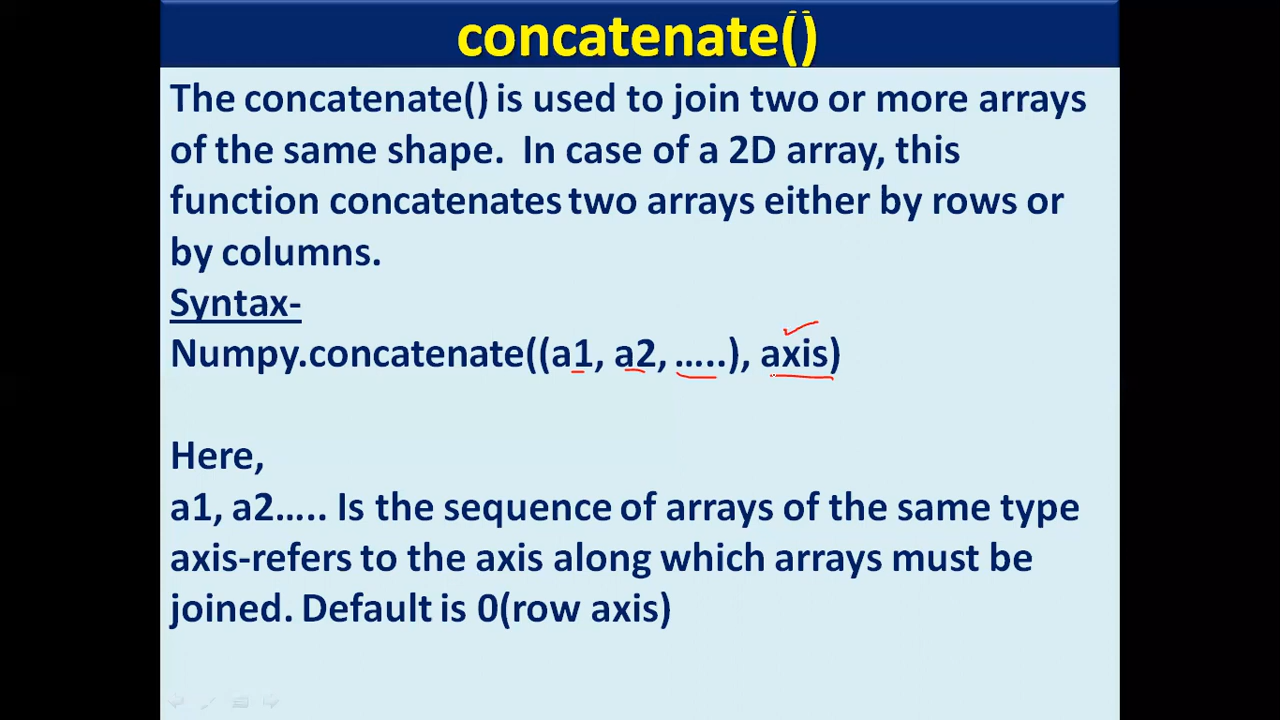 concatenate()
The concatenate() is used to join two or more arrays
of the same shape.  In case of a 2D array, this
function concatenates two arrays either by rows or
by columns.
Syntax-
Numpy.concatenate((a1, a2, …..), axis)
Here,
a1, a2….. Is the sequence of arrays of the same type
axis-refers to the axis along which arrays must be
joined. Default is 0(row axis)